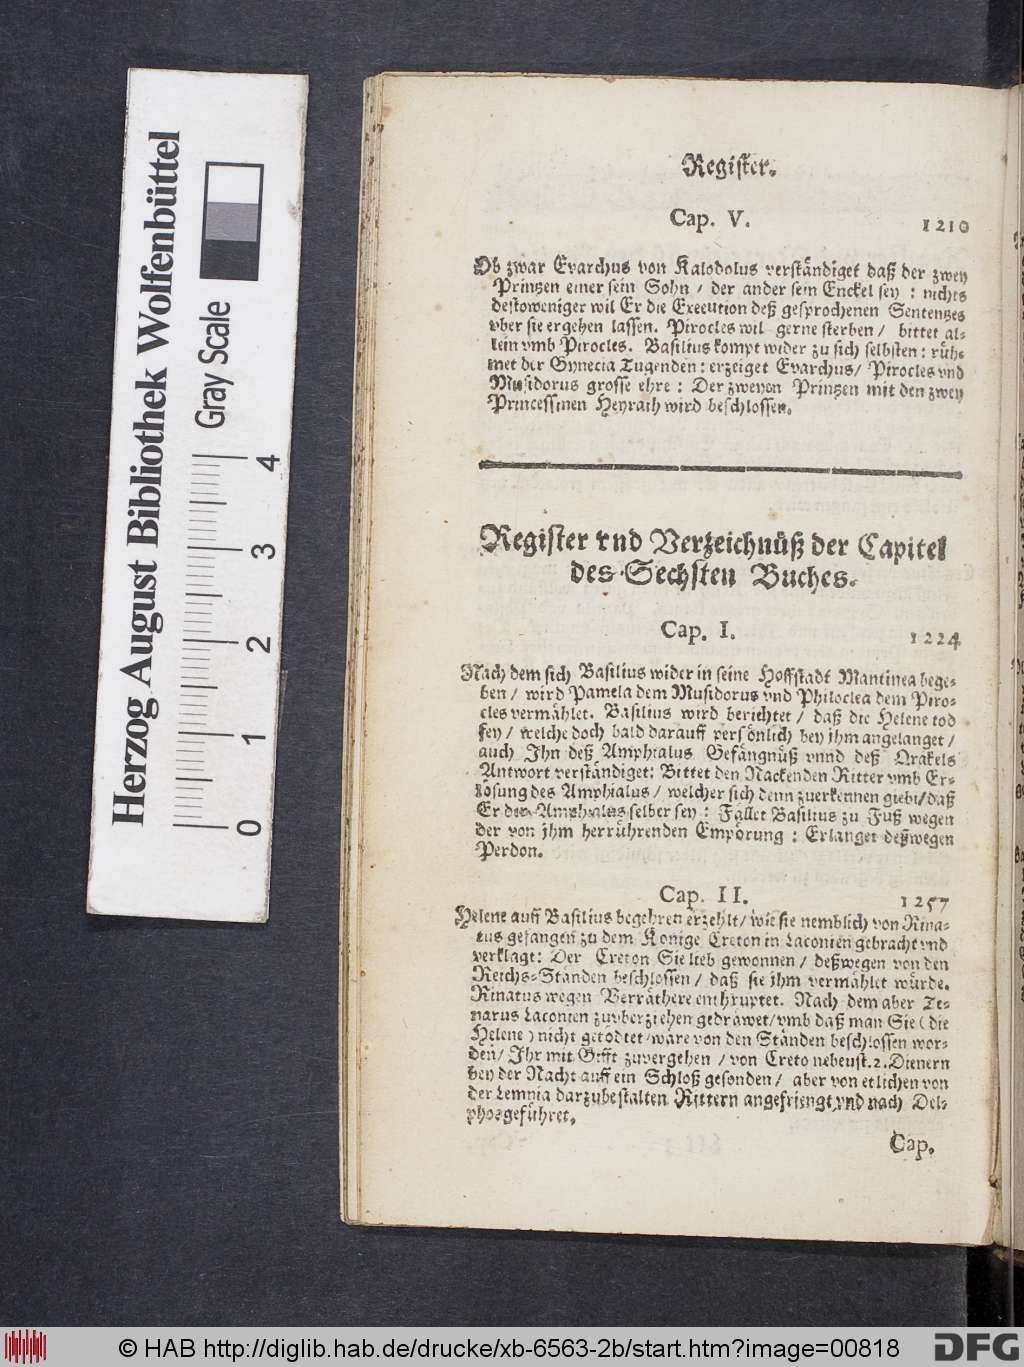 Herzog August Bibliothek Wolfenbüttel
Gray Scale
0 1 2 3 4
Register.
Cap. V. 1210
Ob zwar Evarchus von Kalodolus verständiget daß der zwey
Printzen einer sein Sohn / der ander sein Enckel sey : nichts
destoweniger wil Er die Execution deß gesprochenen Sententzes
vber sie ergehen lassen. Pirocles wil gerne sterben / bittet al-
lein vmb Pirocles. Basilius kompt wider zu sich selbsten : rüh-
met der Gynecia Tugenden : erzeiget Evarchus / Pirocles vnd
Musidorus grosse ehre : Der zweyen Printzen mit den zwey
Princessinen Heyrath wird beschlossen.
Register vnd Verzeichnüß der Capitel
des Sechsten Buches.
Cap. I. 1224
Nach dem sich Basilius wider in seine Hoffstadt Mantinea bege-
ben / wird Pamela dem Musidorus vnd Philoclea dem Piro-
cles vermählet. Basilius wird berichtet / daß die Helene tod
sey / welche doch bald darauff persönlich bey jhm angelanget /
auch Jhn deß Amphialus Gefängnüß vnnd deß Orakels
Antwort verständiget: Bittet den Nackenden Ritter vmb Er-
lösung des Amphialus / welcher sich denn zuerkennen giebt / daß
Er der Amphialus selber sey : Fället Basilius zu Fuß wegen
der von jhm herrührenden Empörung : Erlanget deßwegen
Perdon.
Cap. II. 1257
Helene auff Basilius begehren erzehlt / wie sie nemblich von Rina-
tus gefangen zu dem Könige Creton in Laconien gebracht vnd
verklagt: Der Creton Sie lieb gewonnen / deßwegen von den
Reichs-Ständen beschlossen / daß sie jhm vermählet würde.
Rinatus wegen Verrätherey enthäuptet. Nach dem aber Te-
narus Laconien zuvberziehen gedräwet / vmb daß man Sie ( die
Helene ) nicht getödtet / wäre von den Ständen beschlossen wor-
den / Jhr mit Gifft zuvergehen / von Creto nebenst. 2. Dienern
bey der Nacht auff ein Schloß gesonden / aber von etlichen von
der Lemnia darzubestalten Rittern angesprengt vnd nach Del-
phos geführet.
Cap.
© HAB http://diglib.hab.de/drucke/xb-6563-2b/start.htm?image=00818
DFG